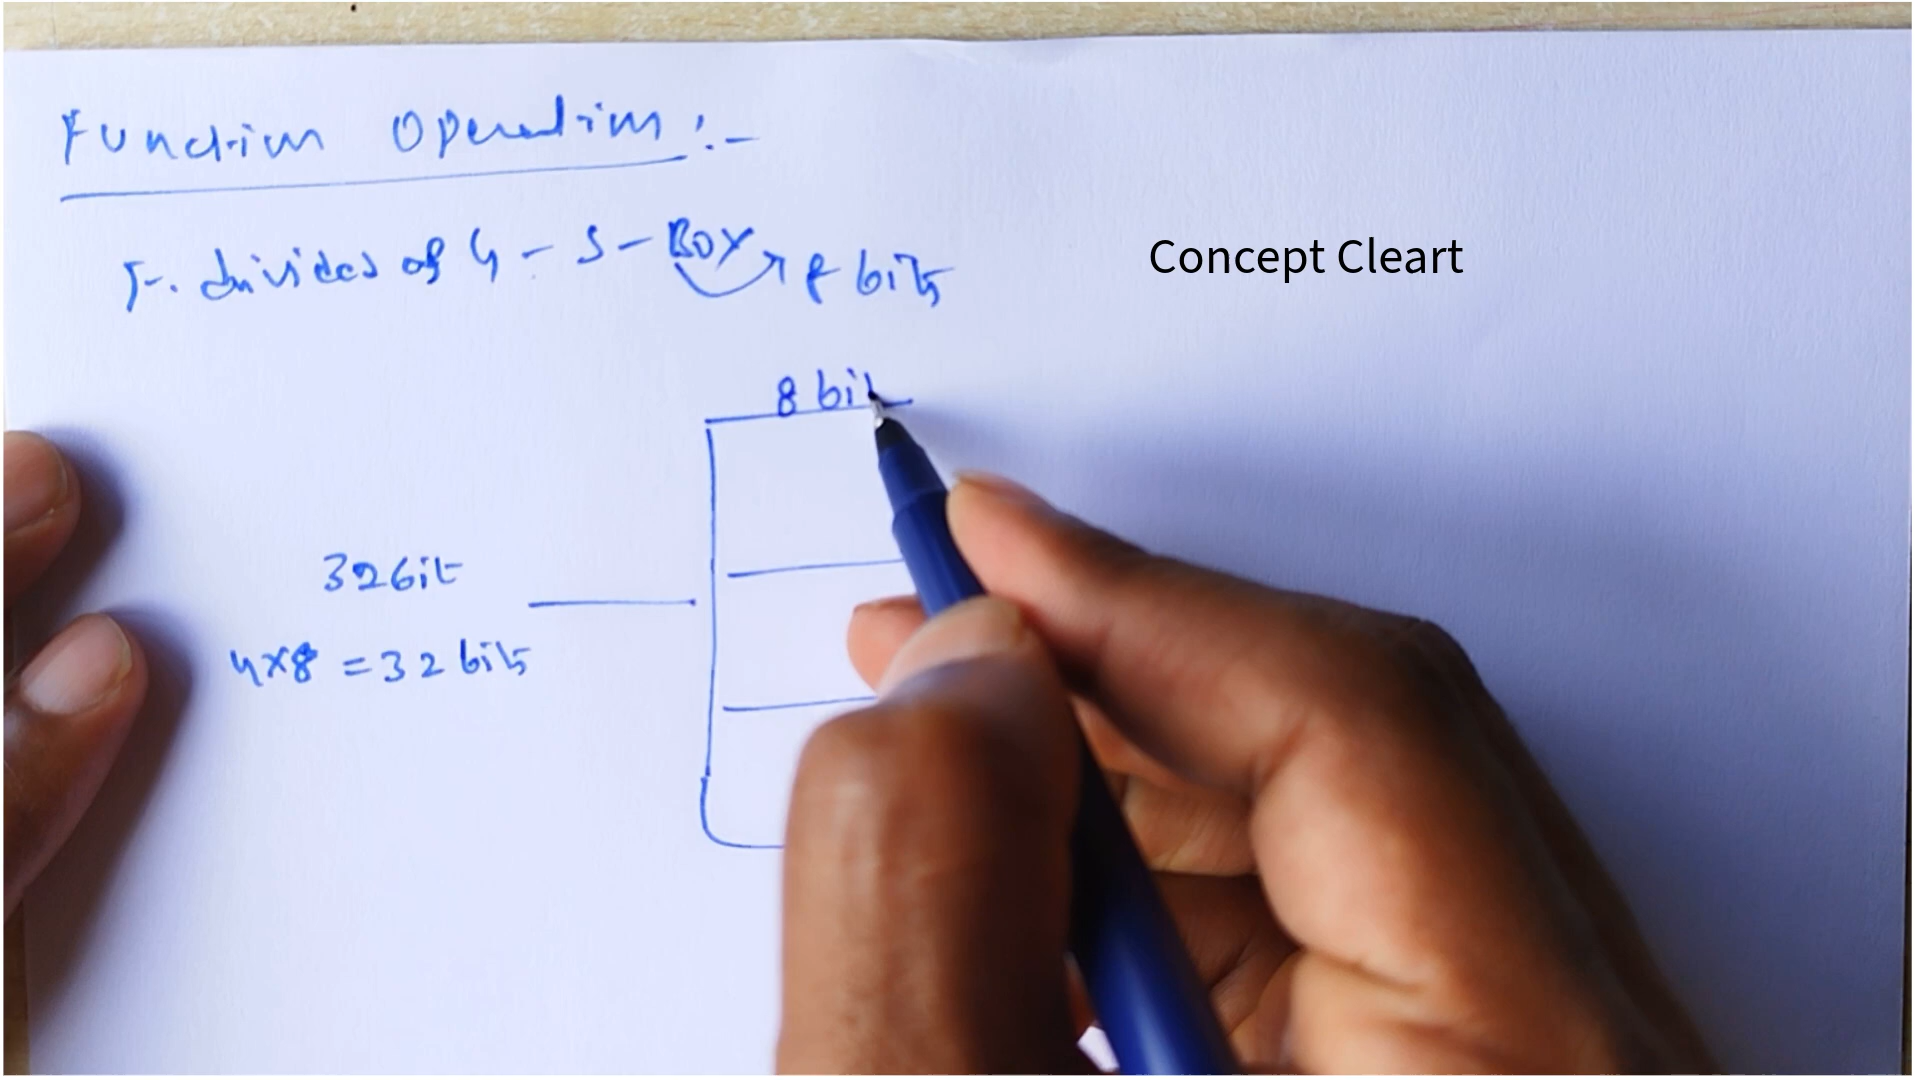 Function Operation :-
F. divides of 4 - S - BOX 8 bits
Concept Cleart
8 bit
32bit
4x8 = 32 bits